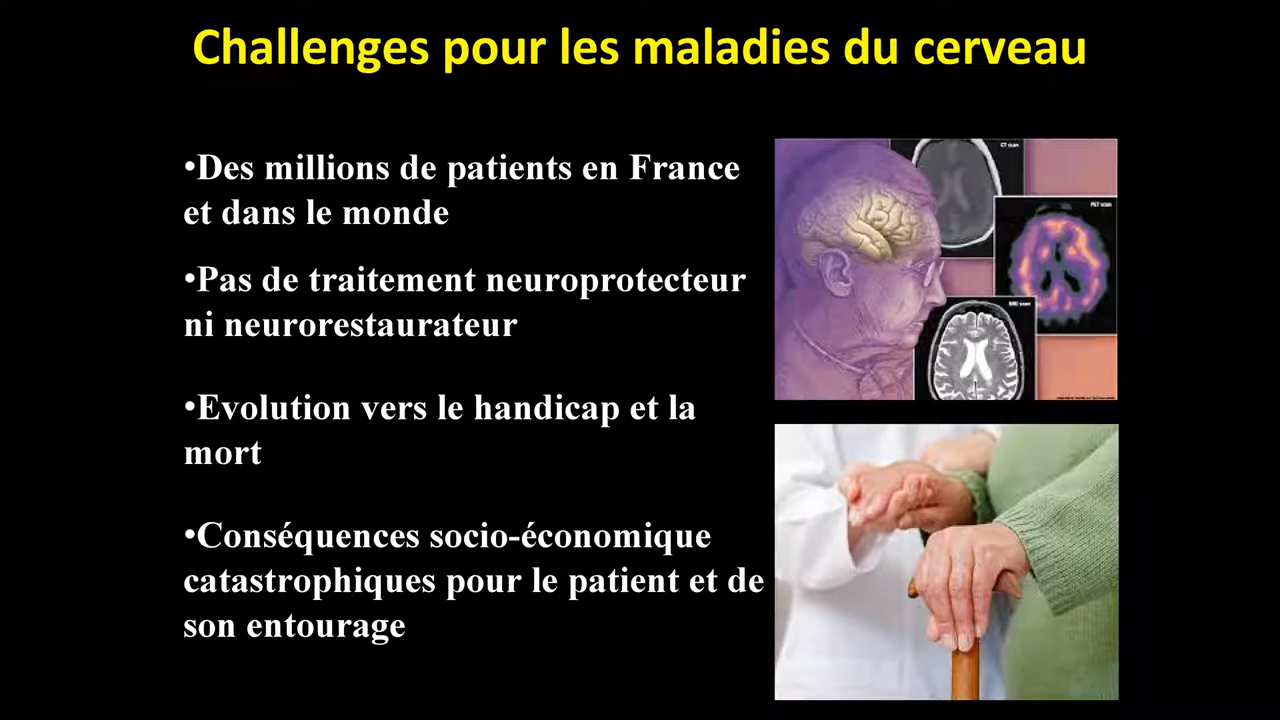 Challenges pour les maladies du cerveau
•Des millions de patients en France
et dans le monde
•Pas de traitement neuroprotecteur
ni neurorestaurateur
•Evolution vers le handicap et la
mort
•Conséquences socio-économique
catastrophiques pour le patient et de
son entourage
CT scan
PET scan
MRI scan